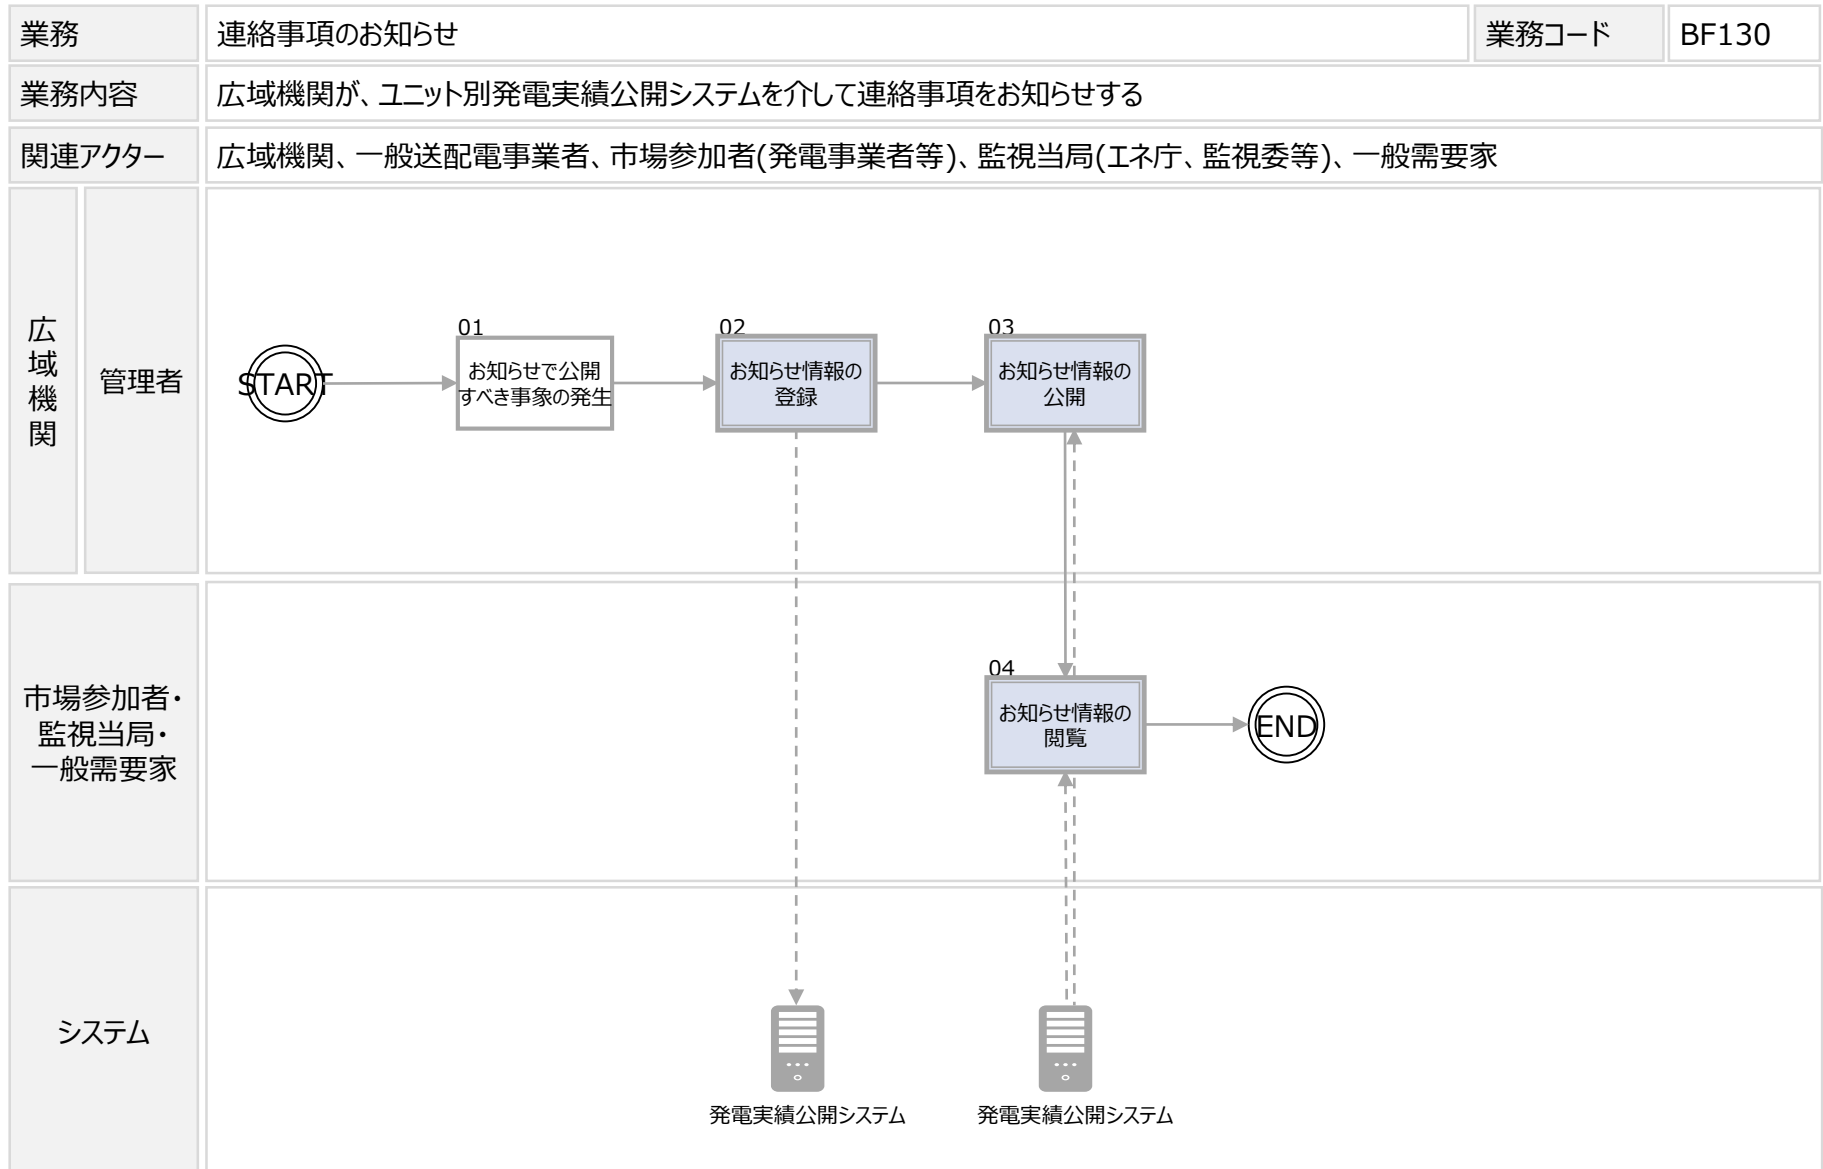 業務
連絡事項のお知らせ
業務コード
BF130
業務内容
広域機関が、ユニット別発電実績公開システムを介して連絡事項をお知らせする
関連アクター
広域機関、一般送配電事業者、市場参加者(発電事業者等)、監視当局(エネ庁、監視委等)、一般需要家
広
域
機
関
管理者
START
01
お知らせで公開
すべき事象の発生
02
お知らせ情報の
登録
03
お知らせ情報の
公開
市場参加者・
監視当局・
一般需要家
04
お知らせ情報の
閲覧
END
システム
発電実績公開システム
発電実績公開システム